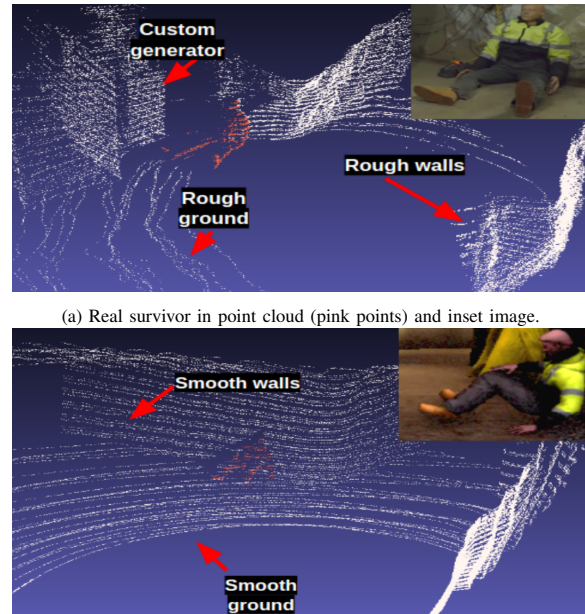 Custom
generator
Rough walls
Rough
ground
(a) Real survivor in point cloud (pink points) and inset image.
Smooth walls
Smooth
ground